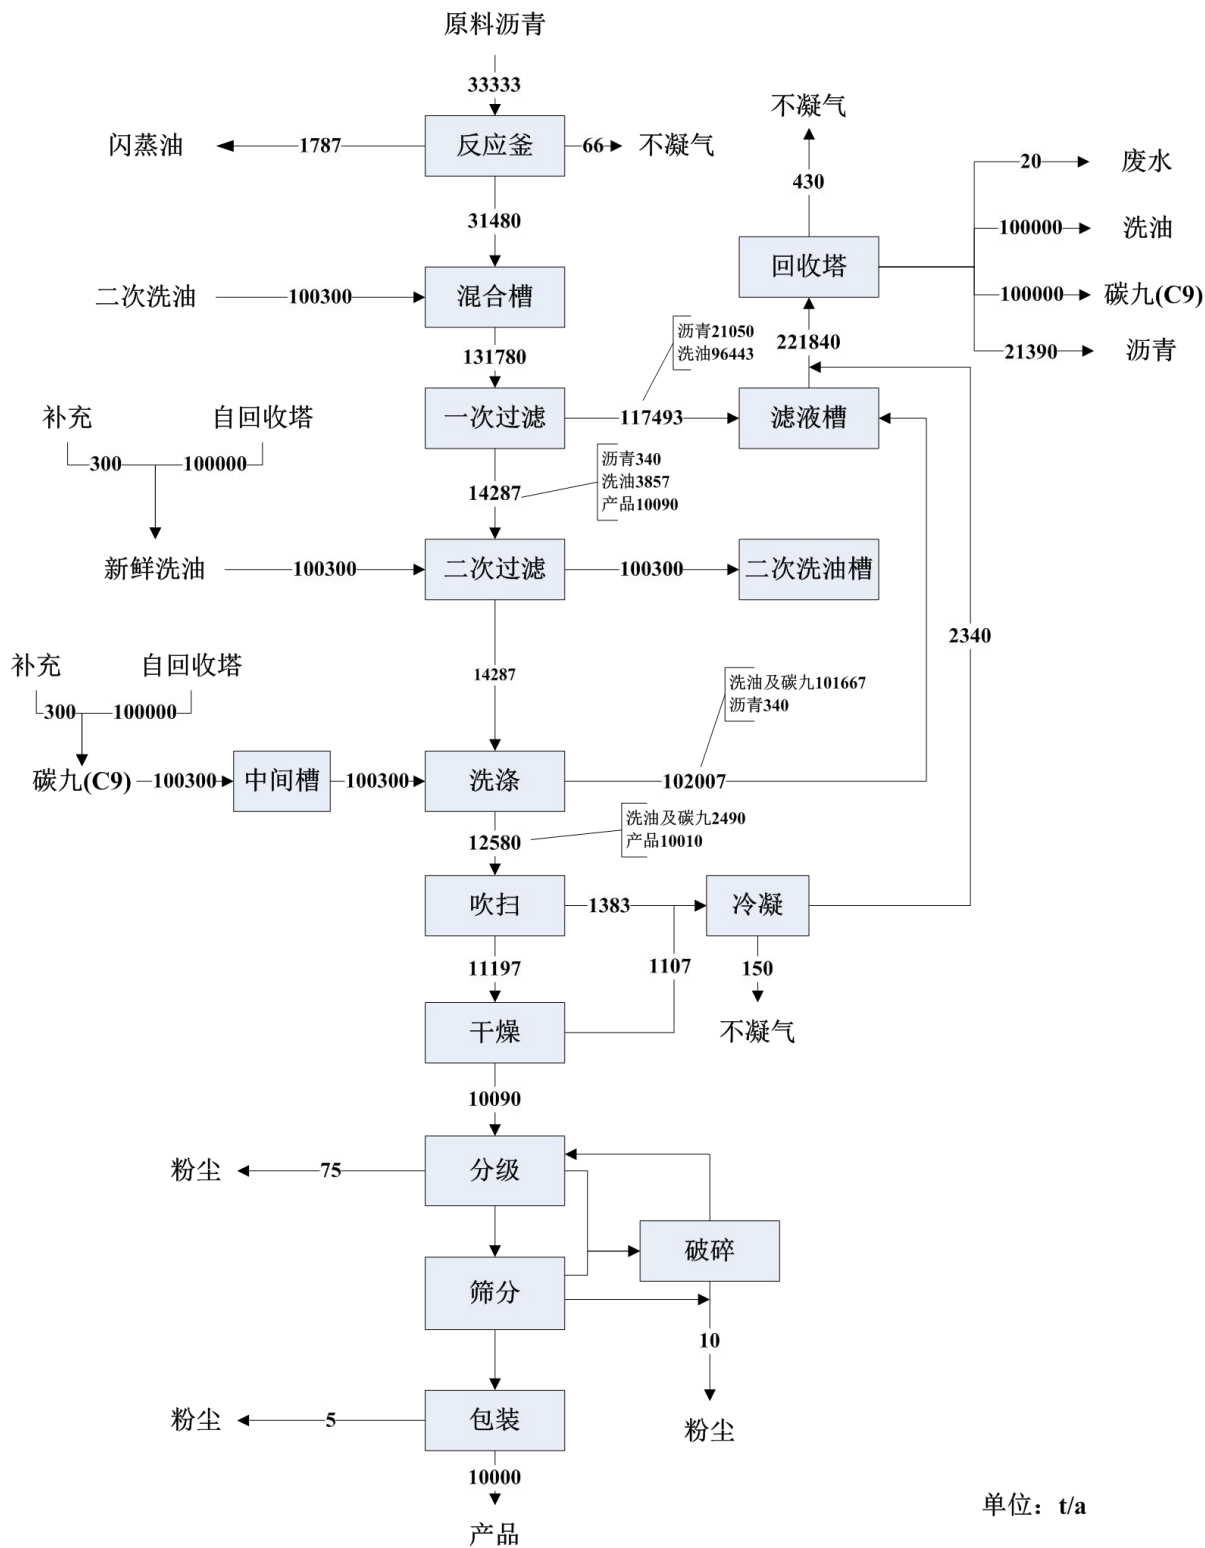 原料沥青
33333
不凝气
闪蒸油
1787
反应釜
66
不凝气
430
20
废水
31480
100000
洗油
回收塔
二次洗油
100300
混合槽
100000
碳九(C9)
131780
沥青21050
洗油96443
221840
21390
沥青
补充
自回收塔
一次过滤
117493
滤液槽
300
100000
沥青340
洗油3857
产品10090
14287
新鲜洗油
100300
二次过滤
100300
二次洗油槽
2340
补充
自回收塔
14287
洗油及碳九101667
沥青340
300
100000
碳九(C9)
100300
中间槽
100300
洗涤
102007
12580
洗油及碳九2490
产品10010
吹扫
1383
冷凝
11197
1107
150
干燥
不凝气
10090
粉尘
75
分级
破碎
筛分
10
粉尘
5
包装
粉尘
10000
单位：t/a
产品